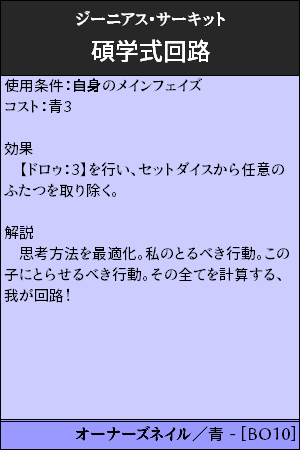 ジーニアス・サーキット
碩学式回路
使用条件：自身のメインフェイズ
コスト：青３
効果
【ドロゥ：３】を行い、セットダイスから任意の
ふたつを取り除く。
解説
思考方法を最適化。私のとるべき行動。この
子にとらせるべき行動。その全てを計算する、
我が回路！
オーナーズネイル／青 - [BO10]